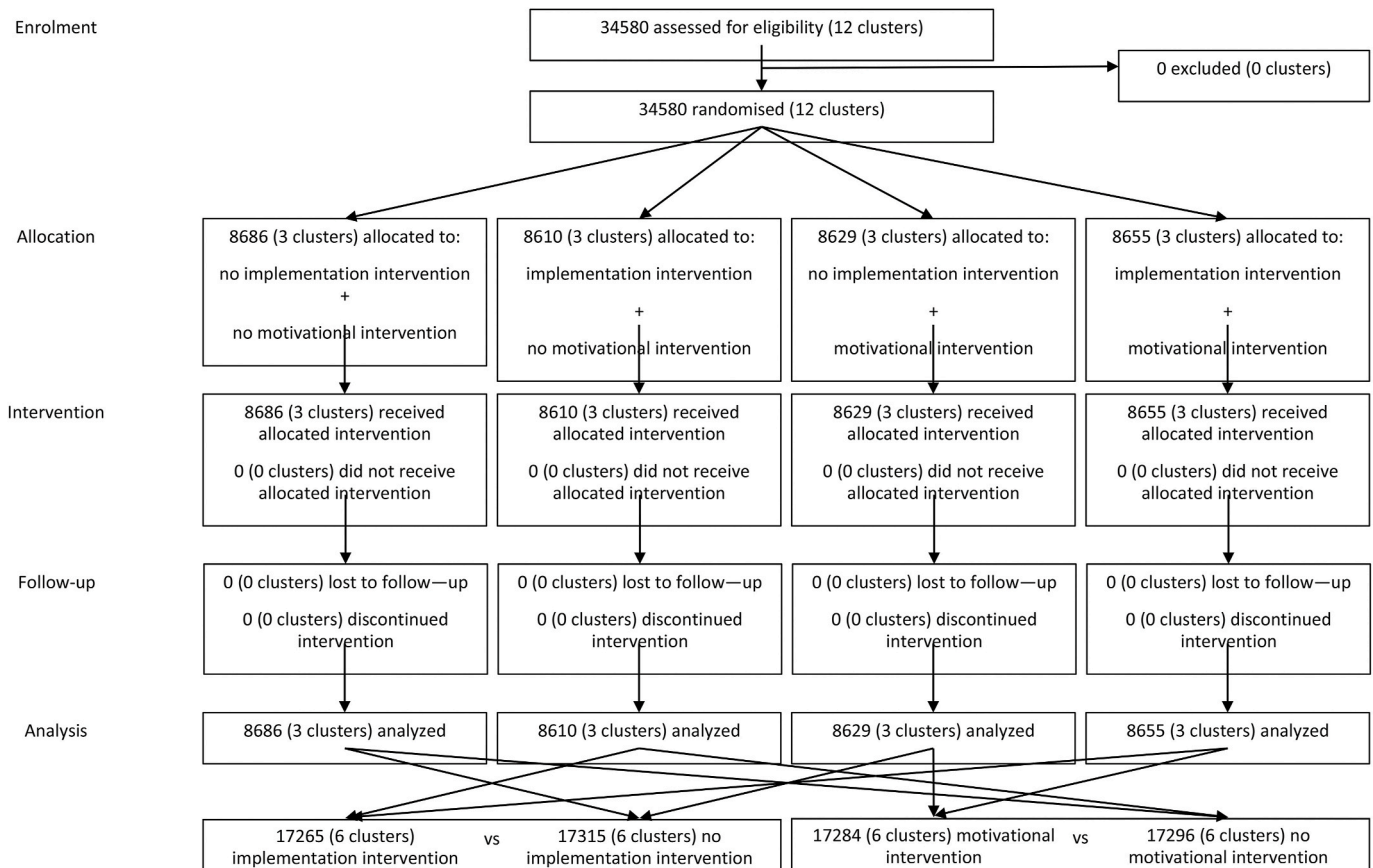 Enrolment
34580 assessed for eligibility (12 clusters)
0 excluded (0 clusters)
34580 randomised (12 clusters)
Allocation
8686 (3 clusters) allocated to:
no implementation intervention
+
no motivational intervention
8610 (3 clusters) allocated to:
implementation intervention
+
no motivational intervention
8629 (3 clusters) allocated to:
no implementation intervention
+
motivational intervention
8655 (3 clusters) allocated to:
implementation intervention
+
motivational intervention
Intervention
8686 (3 clusters) received
allocated intervention
0 (0 clusters) did not receive
allocated intervention
8610 (3 clusters) received
allocated intervention
0 (0 clusters) did not receive
allocated intervention
8629 (3 clusters) received
allocated intervention
0 (0 clusters) did not receive
allocated intervention
8655 (3 clusters) received
allocated intervention
0 (0 clusters) did not receive
allocated intervention
Follow-up
0 (0 clusters) lost to follow—up
0 (0 clusters) discontinued
intervention
0 (0 clusters) lost to follow—up
0 (0 clusters) discontinued
intervention
0 (0 clusters) lost to follow—up
0 (0 clusters) discontinued
intervention
0 (0 clusters) lost to follow—up
0 (0 clusters) discontinued
intervention
Analysis
8686 (3 clusters) analyzed
8610 (3 clusters) analyzed
8629 (3 clusters) analyzed
8655 (3 clusters) analyzed
17265 (6 clusters)
implementation intervention
vs
17315 (6 clusters) no
implementation intervention
17284 (6 clusters) motivational
intervention
vs
17296 (6 clusters) no
motivational intervention